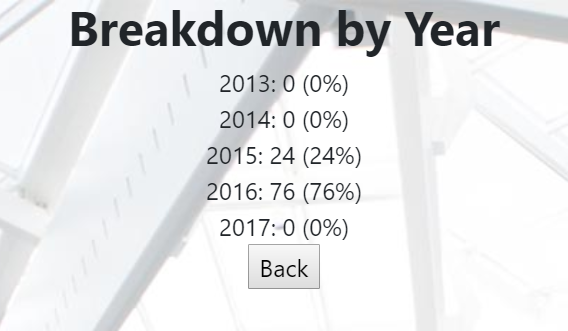 Breakdown by Year
2013: 0 (0%)
2014: 0 (0%)
2015: 24 (24%)
2016: 76 (76%)
2017: 0 (0%)
Back